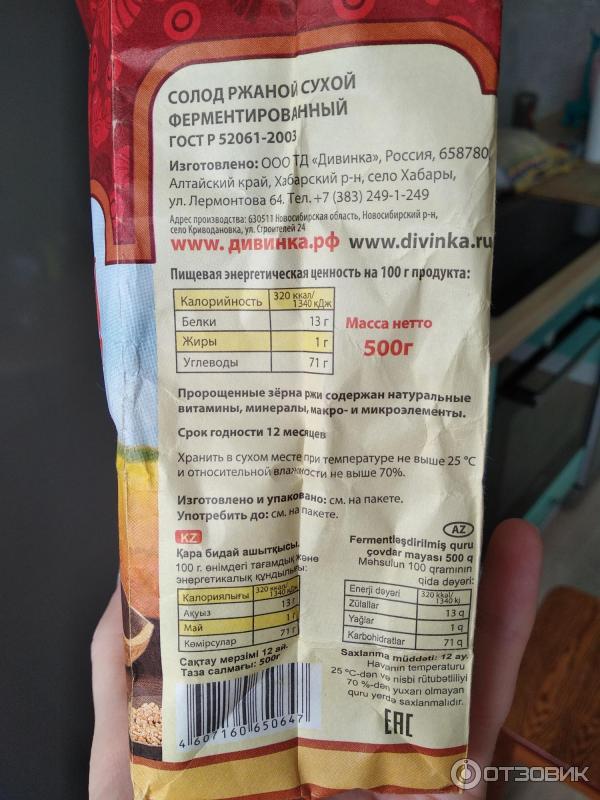 СОЛОД РЖАНОЙ СУХОЙ
ФЕРМЕНТИРОВАННЫЙ
ГОСТ Р 52061-2003
Изготовлено: ООО ТД «Дивинка», Россия, 658780,
Алтайский край, Хабарский р-н, село Хабары,
ул. Лермонтова 64. Тел. +7 (383) 249-1-249
Адрес производства: 630511 Новосибирская область, Новосибирский р-н,
село Криводановка, ул. Строителей 24
www. дивинка.рф www.divinka.ru
Пищевая энергетическая ценность на 100 г продукта:
Калорийность 320 ккал/ 1340 кДж
Белки 13 г
Жиры 1 г
Углеводы 71 г
Масса нетто
500г
Пророщенные зёрна ржи содержан натуральные
витамины, минералы, макро- и микроэлементы.
Срок годности 12 месяцев
Хранить в сухом месте при температуре не выше 25 °С
и относительной влажности не выше 70%.
Изготовлено и упаковано: см. на пакете.
Употребить до: см. на пакете.
KZ
Қара бидай ашытқысы.
100 г. өнімдегі тағамдық және
энергетикалық құндылығы:
Калориялығы 320 ккал/ 1340 кДж
Ақуыз 13 г
Май 1 г
Көмірсулар 71 г
Сақтау мерзімі 12 ай.
Таза салмағы: 500г
4 607160 650647
AZ
Fermentləşdirilmiş quru
çovdar mayası 500 q
Məhsulun 100 qramının
qida dəyəri:
Enerji dəyəri 320 kkal/ 1340 kJ
Zülallar 13 q
Yağlar 1 q
Karbohidratlar 71 q
Saxlanma müddəti: 12 ay.
Havanın temperaturu
25 °C-dən və nisbi rütubətliliyi
70 %-dən yuxarı olmayan
quru yerdə saxlanmalıdır.
EAC
ОТЗОВИК